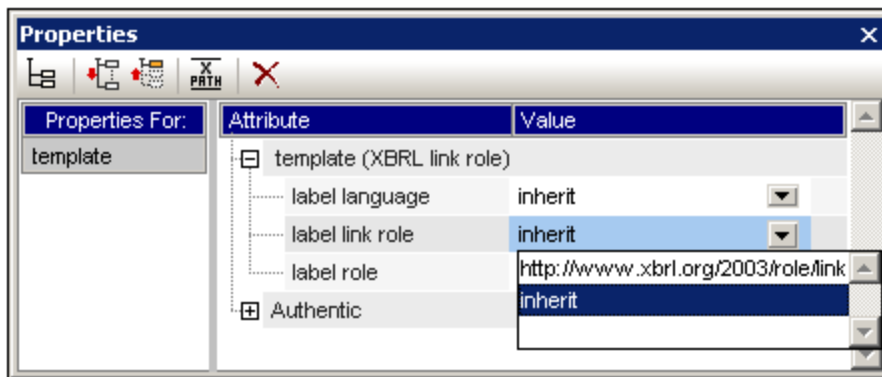 Properties
X
PATH
Properties For:
Attribute
Value
template
template (XBRL link role)
label language
inherit
label link role
inherit
label role
http://www.xbrl.org/2003/role/link
inherit
Authentic